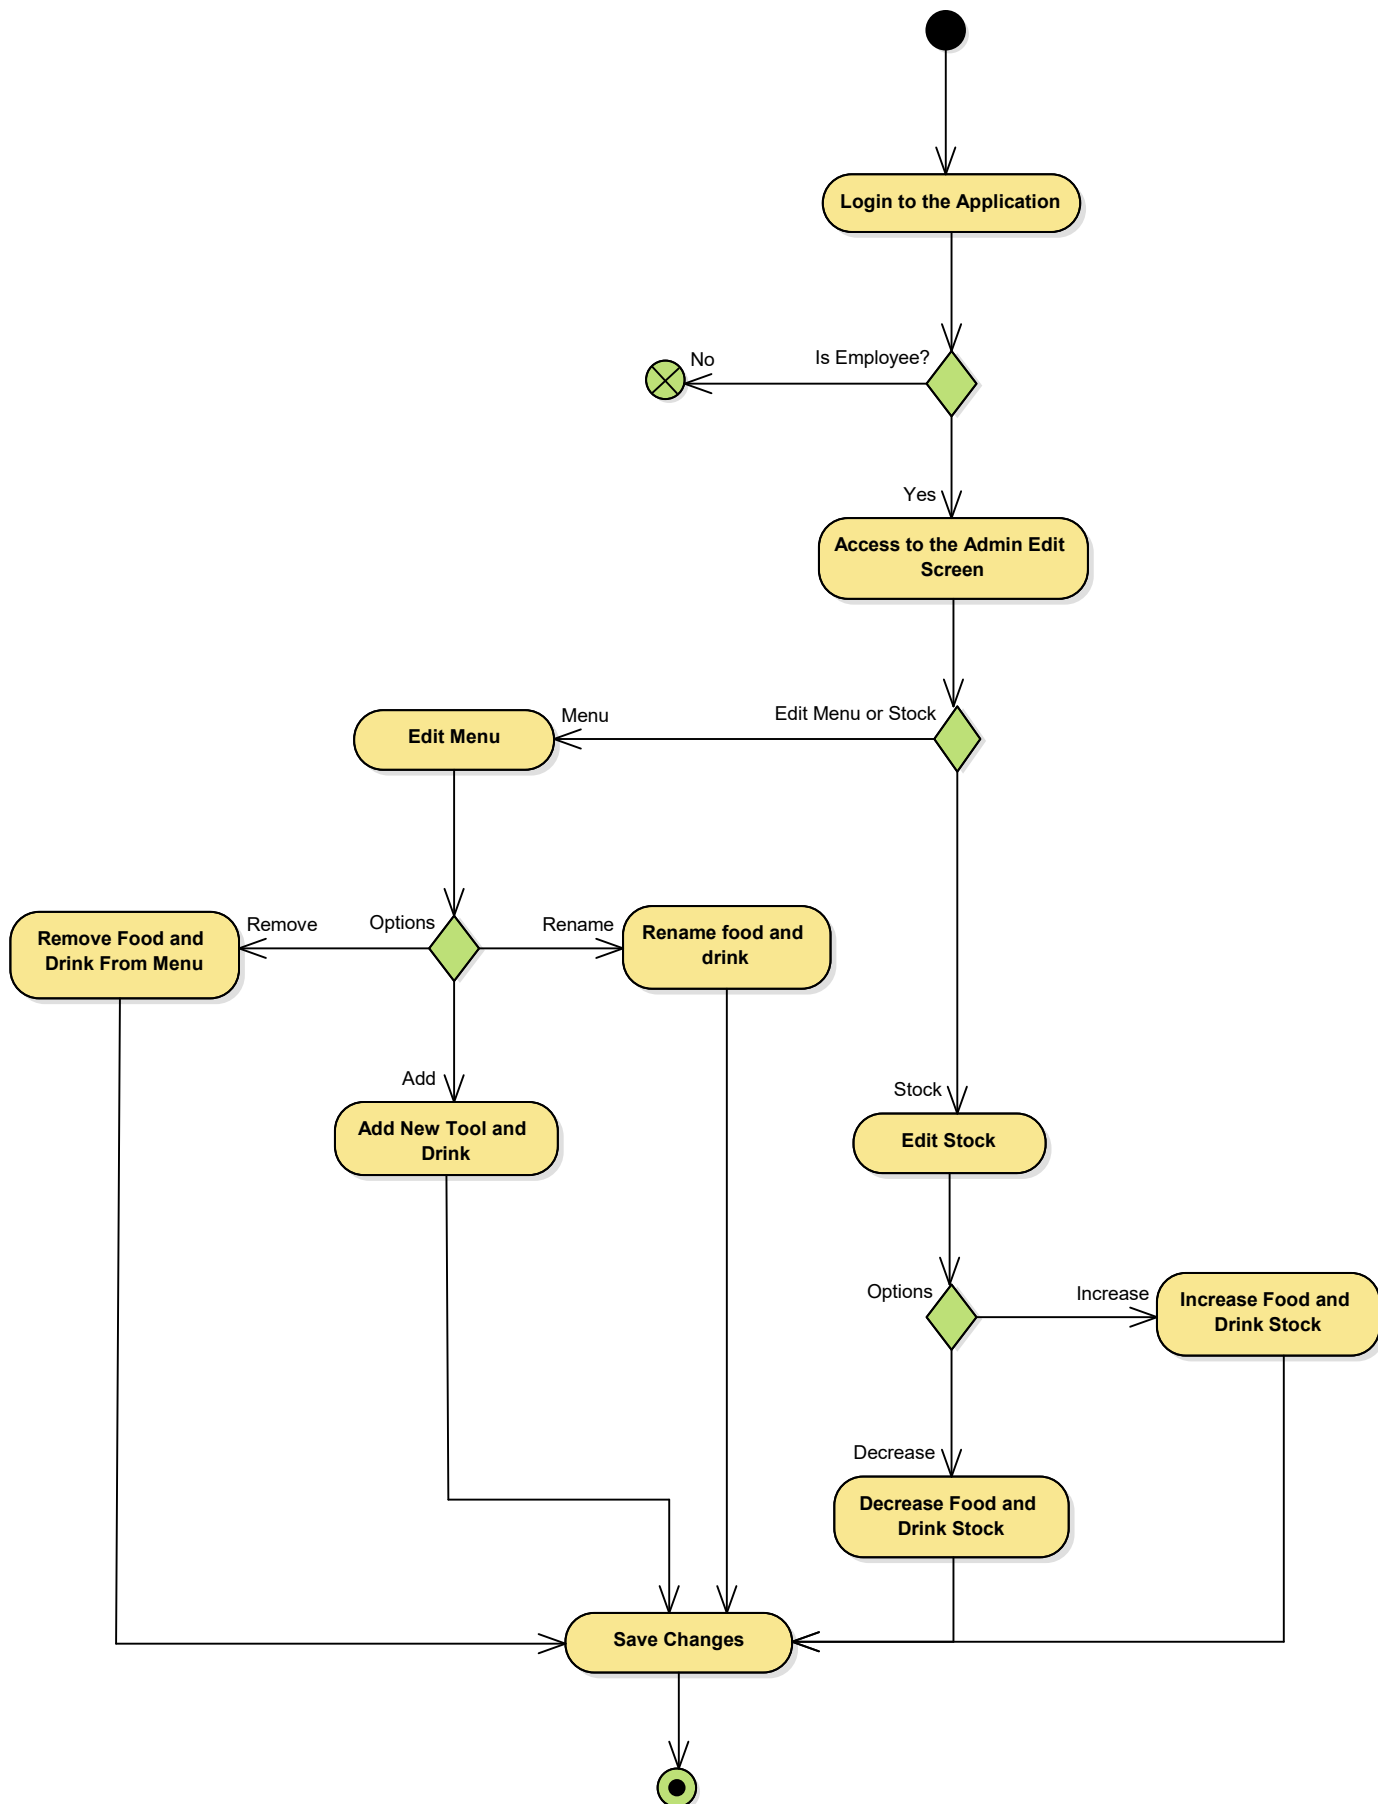 Login to the Application
Is Employee?
No
Yes
Access to the Admin Edit
Screen
Edit Menu or Stock
Menu
Edit Menu
Options
Remove
Rename
Remove Food and
Drink From Menu
Rename food and
drink
Add
Add New Tool and
Drink
Stock
Edit Stock
Options
Increase
Increase Food and
Drink Stock
Decrease
Decrease Food and
Drink Stock
Save Changes